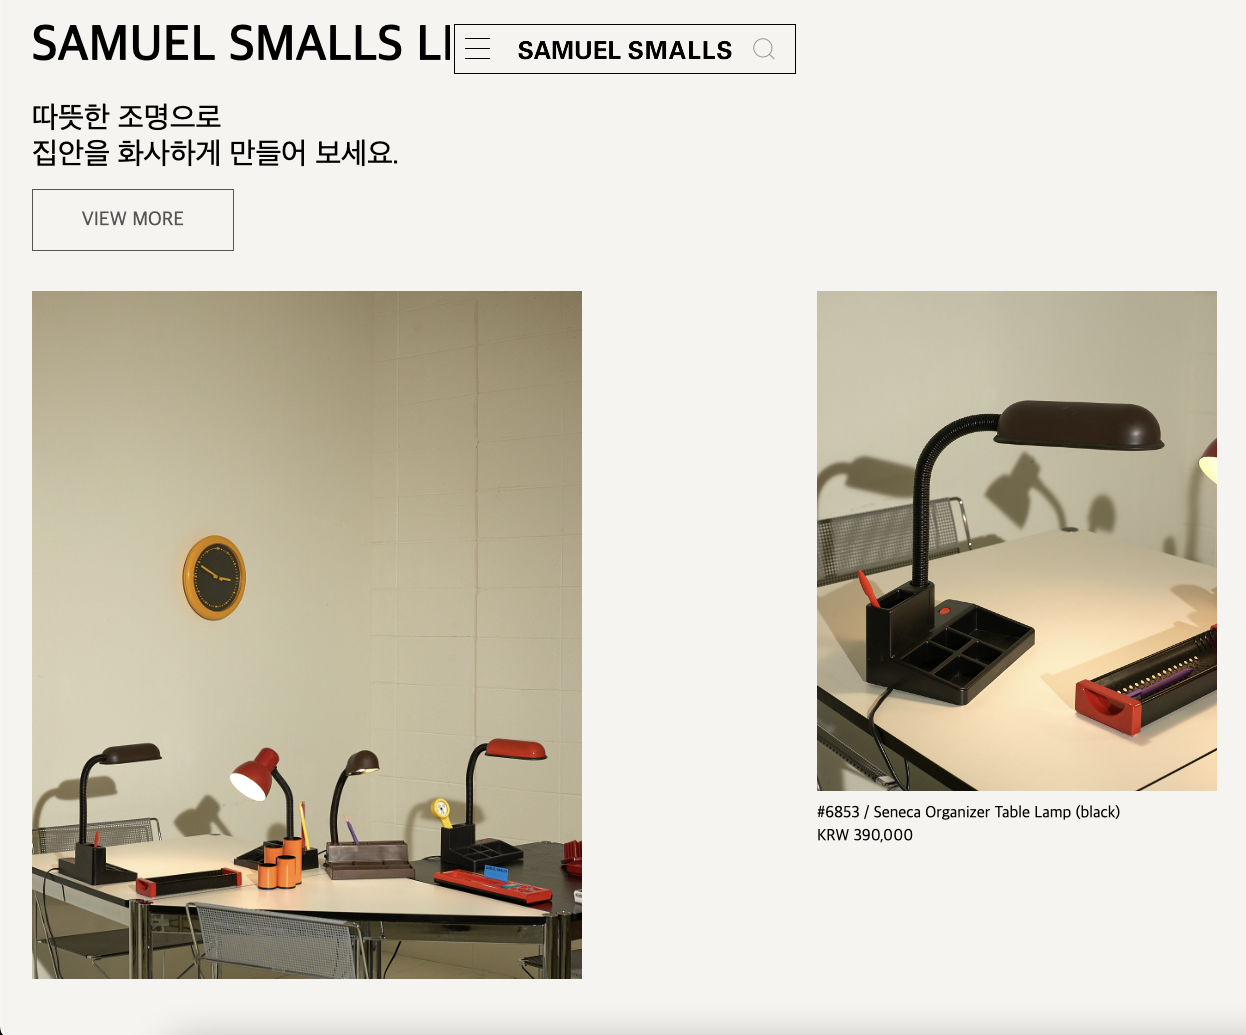 SAMUEL SMALLS
SAMUEL SMALLS
따뜻한 조명으로
집안을 화사하게 만들어 보세요.
VIEW MORE
#6853 / Seneca Organizer Table Lamp (black)
KRW 390,000